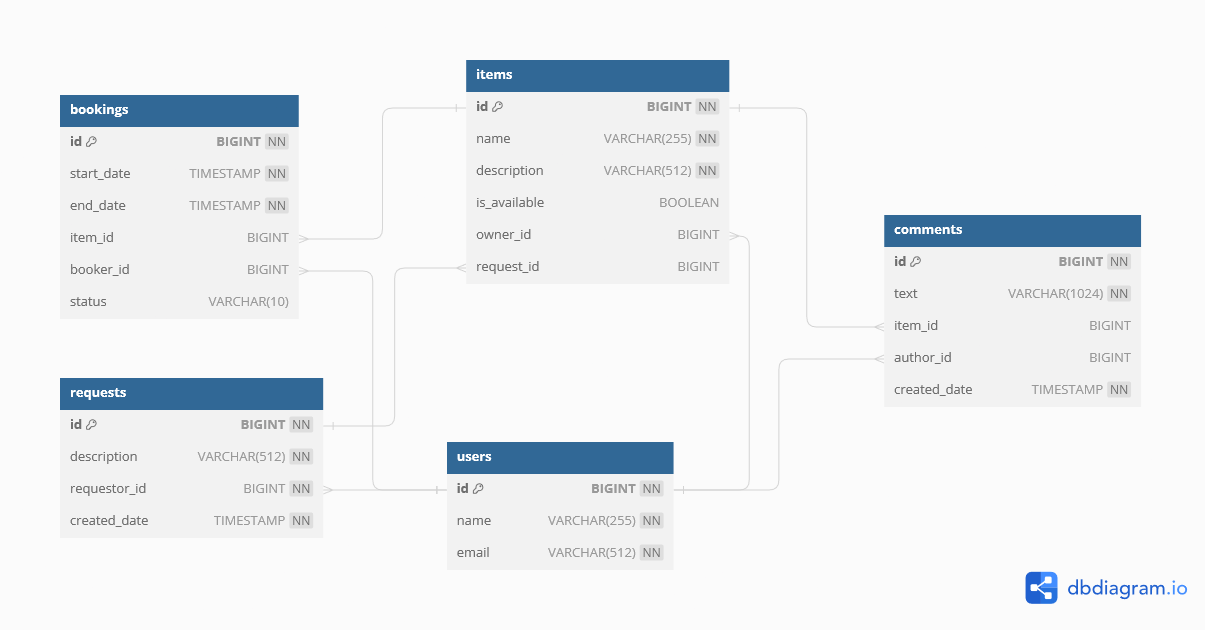 bookings
id BIGINT NN
start_date TIMESTAMP NN
end_date TIMESTAMP NN
item_id BIGINT
booker_id BIGINT
status VARCHAR(10)
items
id BIGINT NN
name VARCHAR(255) NN
description VARCHAR(512) NN
is_available BOOLEAN
owner_id BIGINT
request_id BIGINT
comments
id BIGINT NN
text VARCHAR(1024) NN
item_id BIGINT
author_id BIGINT
created_date TIMESTAMP NN
requests
id BIGINT NN
description VARCHAR(512) NN
requestor_id BIGINT NN
created_date TIMESTAMP NN
users
id BIGINT NN
name VARCHAR(255) NN
email VARCHAR(512) NN
dbdiagram.io